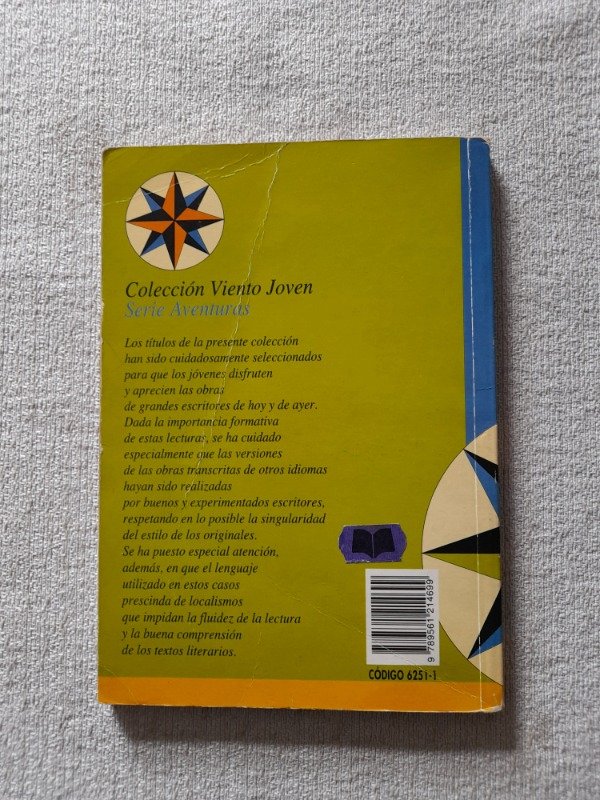 Colección Viento Joven
Serie Aventuras
Los títulos de la presente colección
han sido cuidadosamente seleccionados
para que los jóvenes disfruten
y aprecien las obras
de grandes escritores de hoy y de ayer.
Dada la importancia formativa
de estas lecturas, se ha cuidado
especialmente que las versiones
de las obras transcritas de otros idiomas
hayan sido realizadas
por buenos y experimentados escritores,
respetando en lo posible la singularidad
del estilo de los originales.
Se ha puesto especial atención,
además, en que el lenguaje
utilizado en estos casos
prescinda de localismos
que impidan la fluidez de la lectura
y la buena comprensión
de los textos literarios.
9 789561 214699
CÓDIGO 6251-1